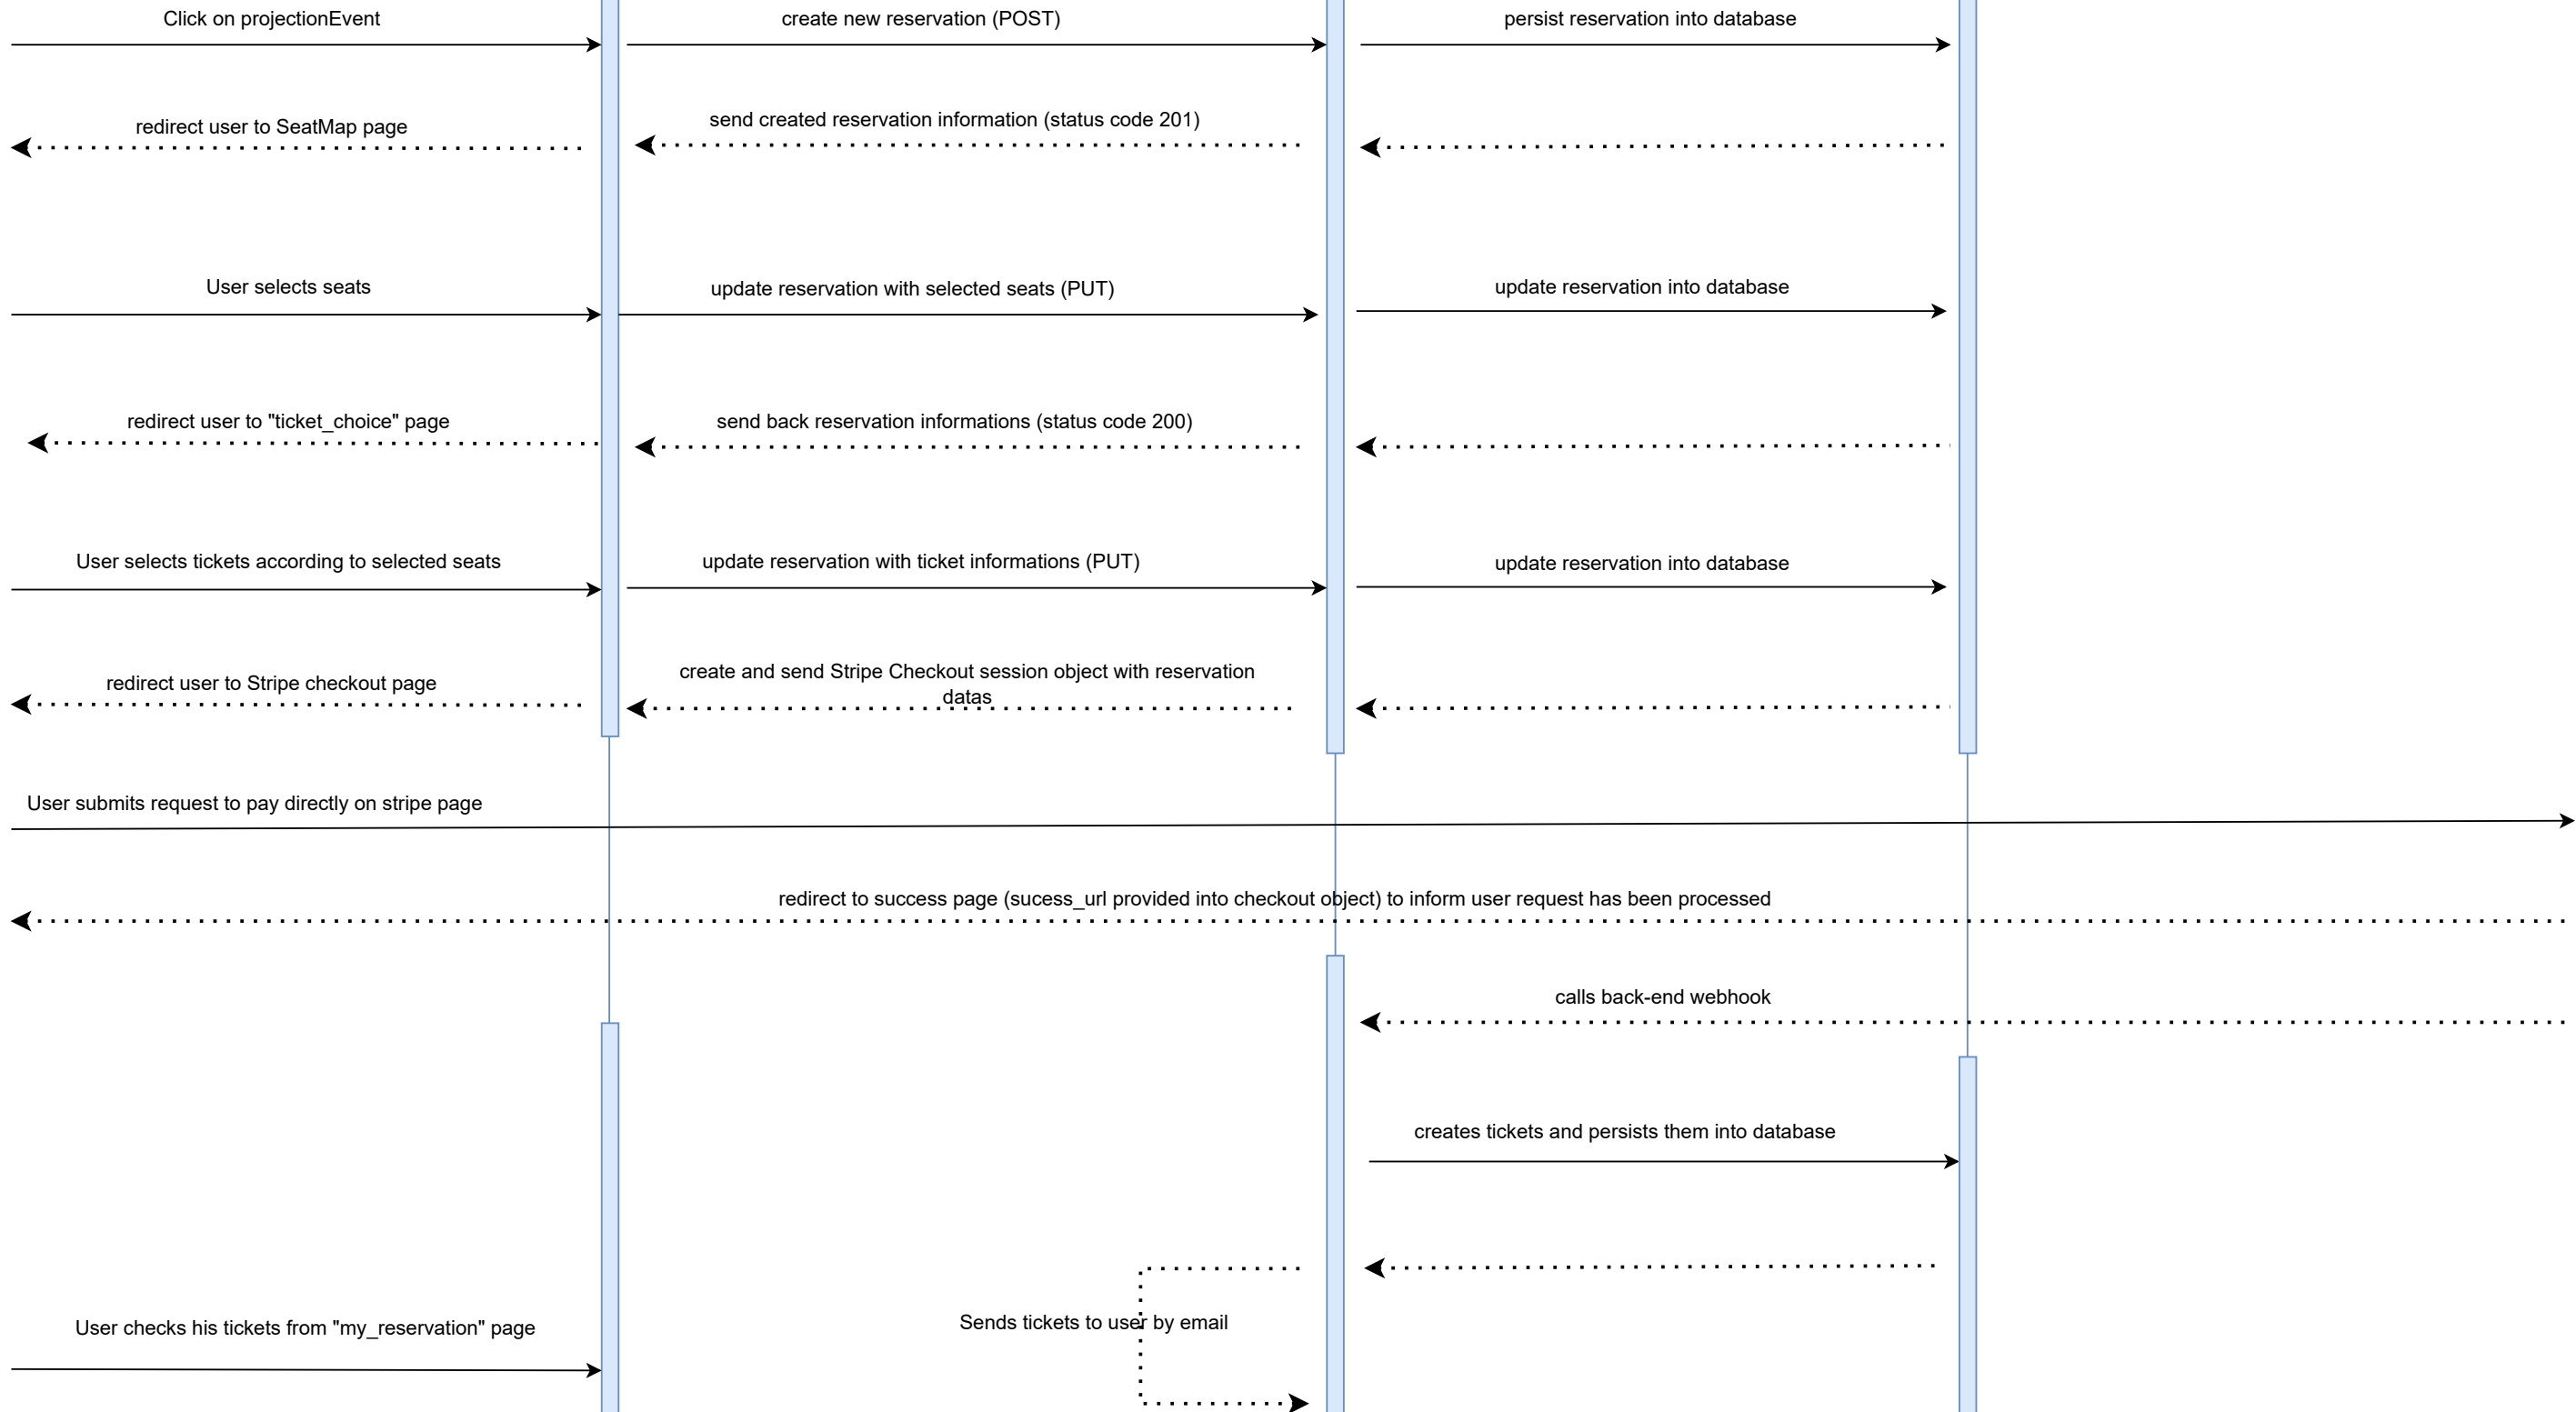 Click on projectionEvent
create new reservation (POST)
persist reservation into database
redirect user to SeatMap page
send created reservation information (status code 201)
User selects seats
update reservation with selected seats (PUT)
update reservation into database
redirect user to "ticket_choice" page
send back reservation informations (status code 200)
User selects tickets according to selected seats
update reservation with ticket informations (PUT)
update reservation into database
redirect user to Stripe checkout page
create and send Stripe Checkout session object with reservation
datas
User submits request to pay directly on stripe page
redirect to success page (sucess_url provided into checkout object) to inform user request has been processed
calls back-end webhook
creates tickets and persists them into database
Sends tickets to user by email
User checks his tickets from "my_reservation" page